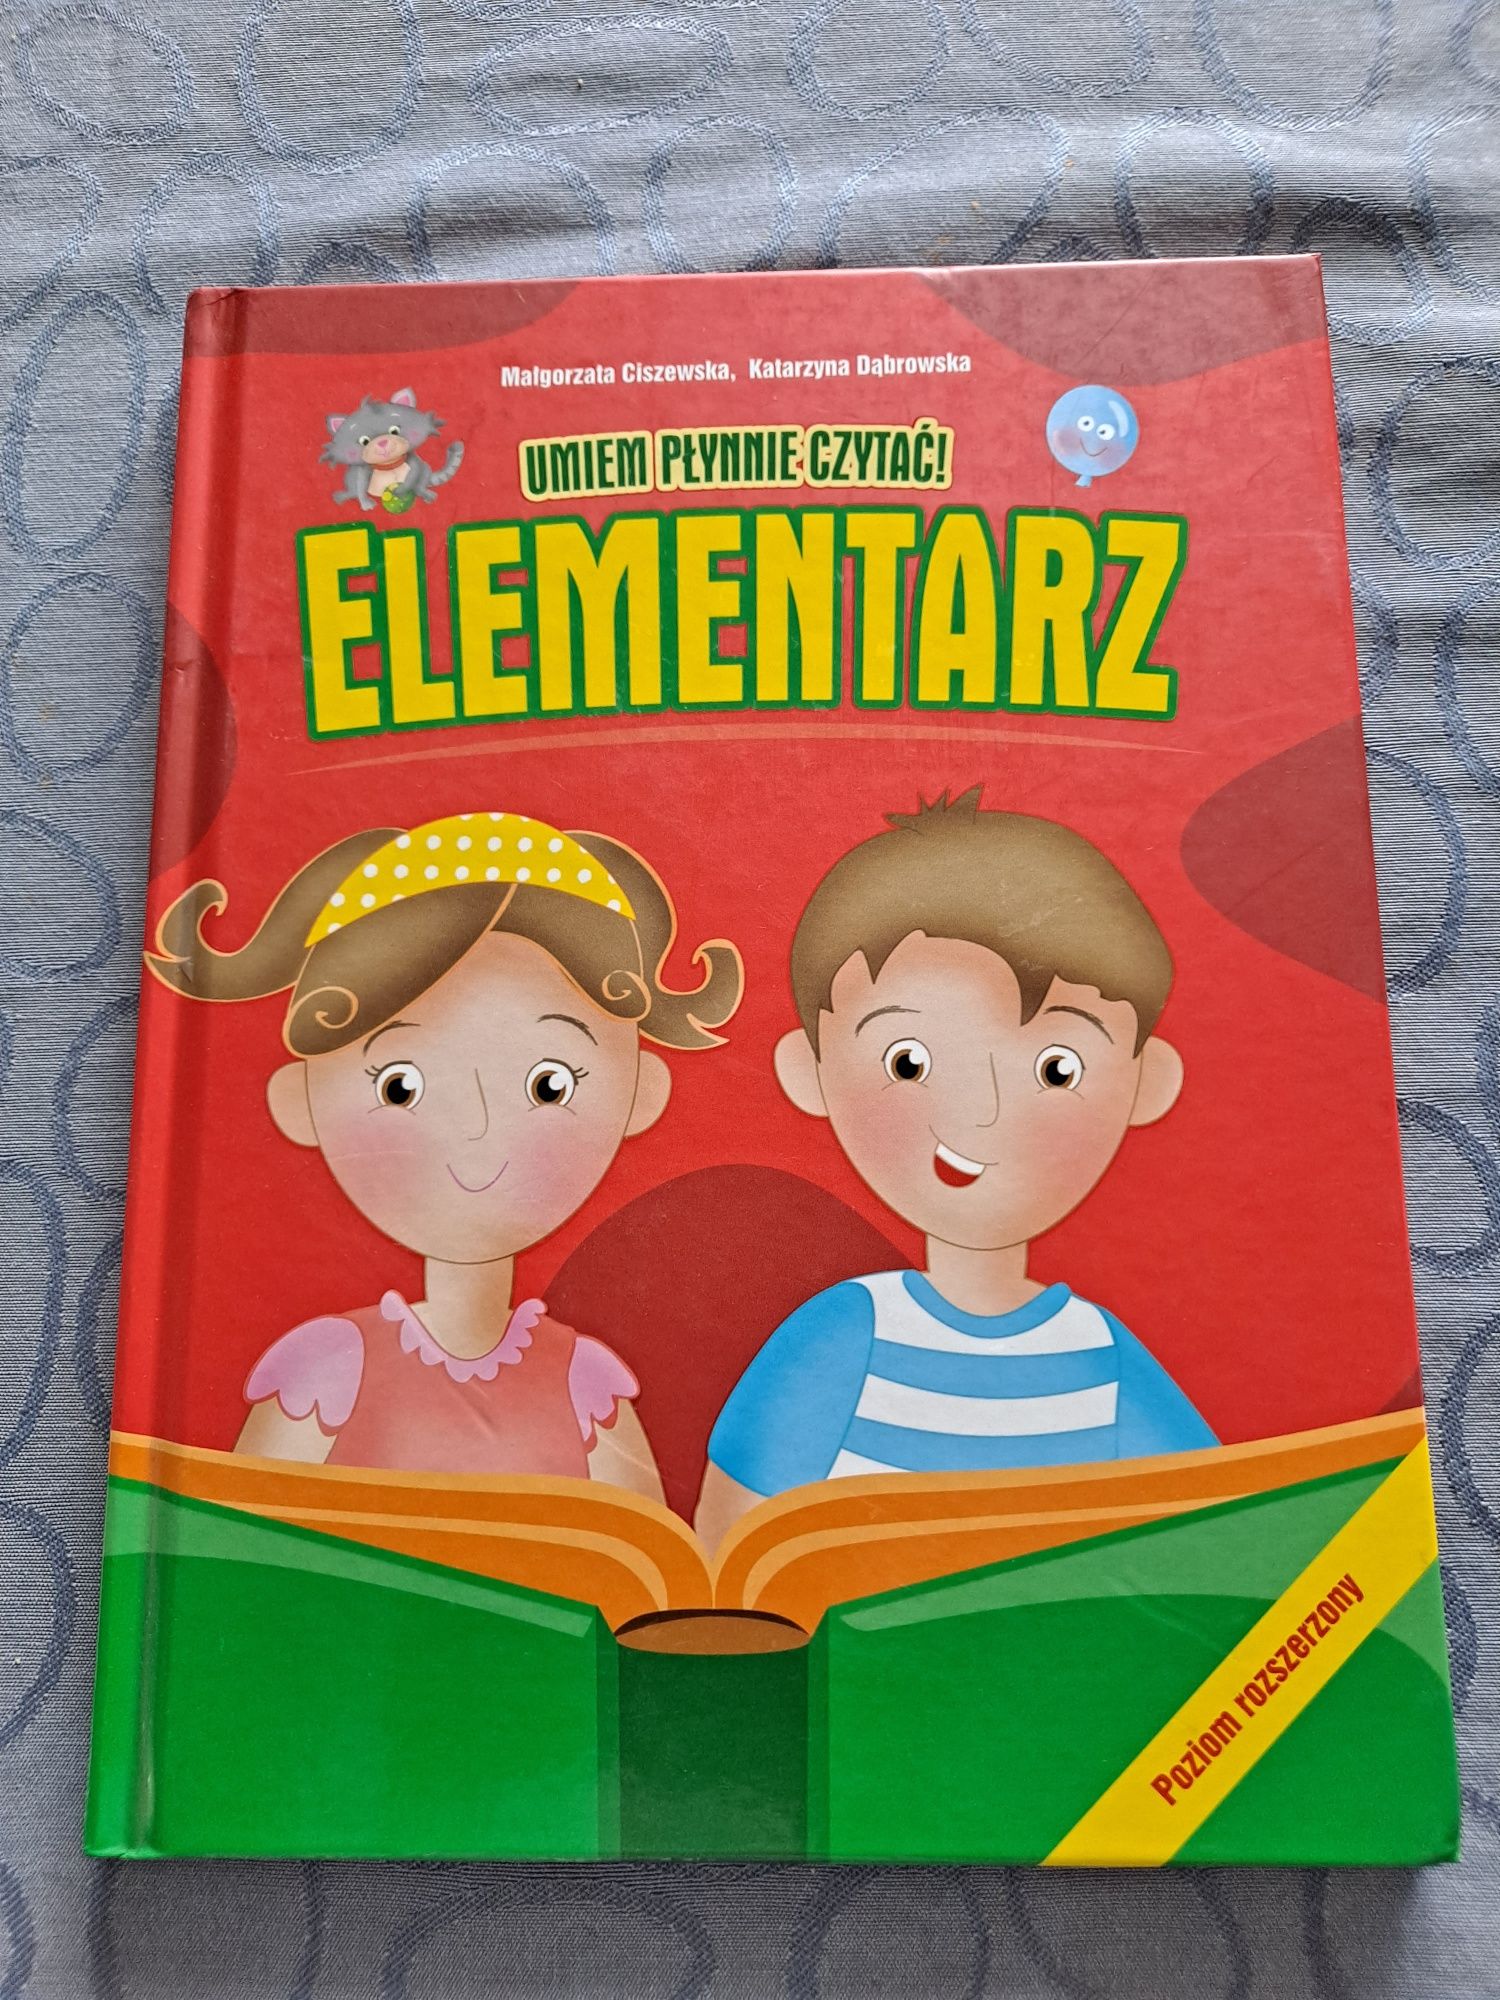 Małgorzata Ciszewska, Katarzyna Dąbrowska
UMIEM PŁYNNIE CZYTAĆ!
ELEMENTARZ
Poziom rozszerzony